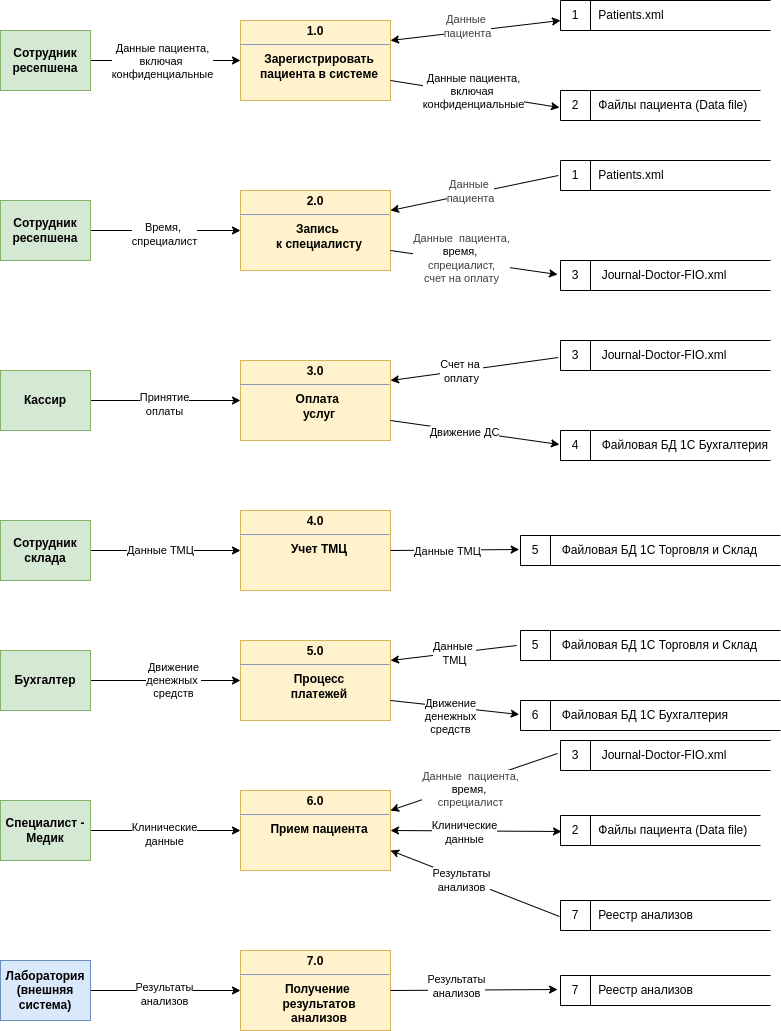 Сотрудник
ресепшена
Данные пациента,
включая
конфиденциальные
1.0
Зарегистрировать
пациента в системе
Данные
пациента
1
Patients.xml
Данные пациента,
включая
конфиденциальные
2
Файлы пациента (Data file)
Сотрудник
ресепшена
Время,
спрециалист
2.0
Запись
к специалисту
Данные
пациента
1
Patients.xml
Данные пациента,
время,
спрециалист,
счет на оплату
3
Journal-Doctor-FIO.xml
Кассир
Принятие
оплаты
3.0
Оплата
услуг
Счет на
оплату
3
Journal-Doctor-FIO.xml
Движение ДС
4
Файловая БД 1С Бухгалтерия
Сотрудник
склада
Данные ТМЦ
4.0
Учет ТМЦ
Данные ТМЦ
5
Файловая БД 1С Торговля и Склад
Бухгалтер
Движение
денежных
средств
5.0
Процесс
платежей
Данные
ТМЦ
5
Файловая БД 1С Торговля и Склад
Движение
денежных
средств
6
Файловая БД 1С Бухгалтерия
Специалист -
Медик
Клинические
данные
6.0
Прием пациента
Данные пациента,
время,
спрециалист
3
Journal-Doctor-FIO.xml
Клинические
данные
2
Файлы пациента (Data file)
Результаты
анализов
7
Реестр анализов
Лаборатория
(внешняя
система)
Результаты
анализов
7.0
Получение
результатов
анализов
Результаты
анализов
7
Реестр анализов